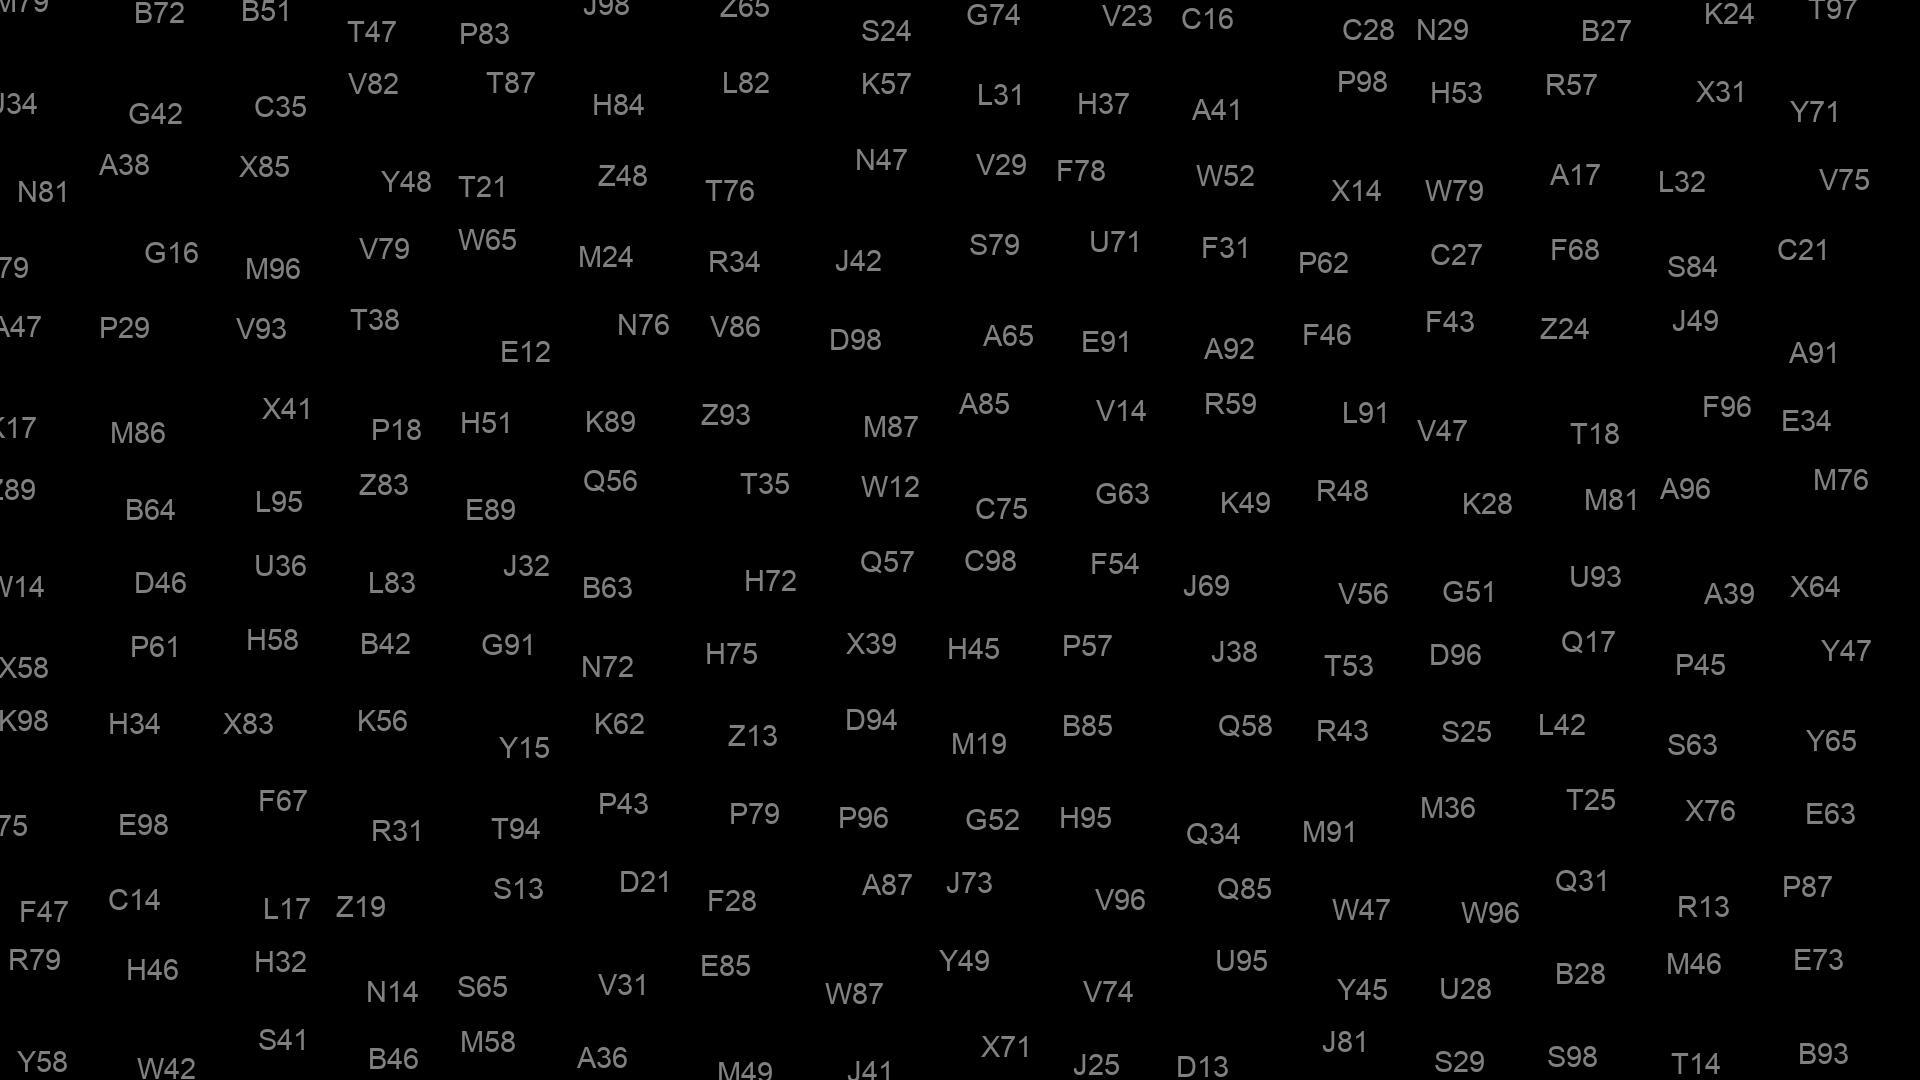 M79 B72 B51 T47 P83 J98 Z65 S24 G74 V23 C16 C28 N29 B27 K24 T97
J34 G42 C35 V82 T87 H84 L82 K57 L31 H37 A41 P98 H53 R57 X31 Y71
N81 A38 X85 Y48 T21 Z48 T76 N47 V29 F78 W52 X14 W79 A17 L32 V75
79 G16 M96 V79 W65 M24 R34 J42 S79 U71 F31 P62 C27 F68 S84 C21
A47 P29 V93 T38 E12 N76 V86 D98 A65 E91 A92 F46 F43 Z24 J49 A91
K17 M86 X41 P18 H51 K89 Z93 M87 A85 V14 R59 L91 V47 T18 F96 E34
Z89 B64 L95 Z83 E89 Q56 T35 W12 C75 G63 K49 R48 K28 M81 A96 M76
W14 D46 U36 L83 J32 B63 H72 Q57 C98 F54 J69 V56 G51 U93 A39 X64
X58 P61 H58 B42 G91 N72 H75 X39 H45 P57 J38 T53 D96 Q17 P45 Y47
K98 H34 X83 K56 Y15 K62 Z13 D94 M19 B85 Q58 R43 S25 L42 S63 Y65
75 E98 F67 R31 T94 P43 P79 P96 G52 H95 Q34 M91 M36 T25 X76 E63
F47 C14 L17 Z19 S13 D21 F28 A87 J73 V96 Q85 W47 W96 Q31 R13 P87
R79 H46 H32 N14 S65 V31 E85 W87 Y49 V74 U95 Y45 U28 B28 M46 E73
Y58 W42 S41 B46 M58 A36 M49 J41 X71 J25 D13 J81 S29 S98 T14 B93